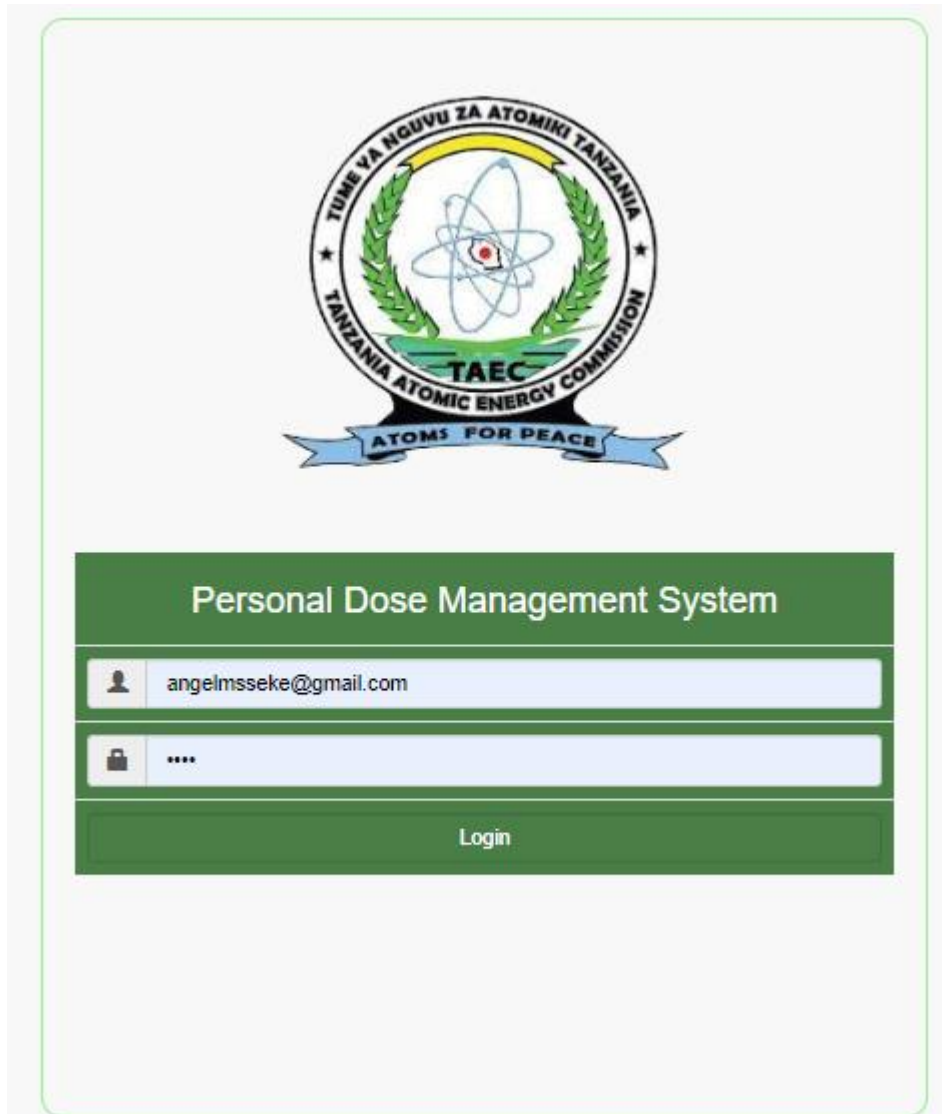 TUME YA NGUVU ZA ATOMIKI TANZANIA
TANZANIA ATOMIC ENERGY COMMISSION
TAEC
ATOMS FOR PEACE
Personal Dose Management System
angelmsseke@gmail.com
••••
Login